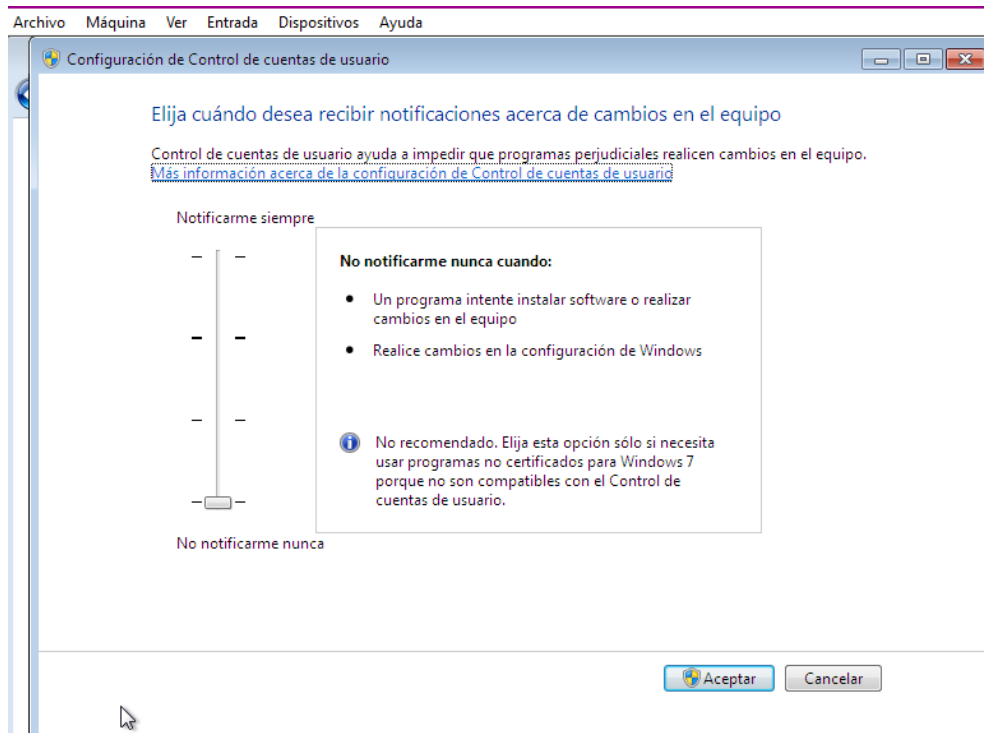 Archivo Máquina Ver Entrada Dispositivos Ayuda
Configuración de Control de cuentas de usuario
Elija cuándo desea recibir notificaciones acerca de cambios en el equipo
Control de cuentas de usuario ayuda a impedir que programas perjudiciales realicen cambios en el equipo.
Más información acerca de la configuración de Control de cuentas de usuario
Notificarme siempre
No notificarme nunca cuando:
Un programa intente instalar software o realizar
cambios en el equipo
Realice cambios en la configuración de Windows
No recomendado. Elija esta opción sólo si necesita
usar programas no certificados para Windows 7
porque no son compatibles con el Control de
cuentas de usuario.
No notificarme nunca
Aceptar Cancelar